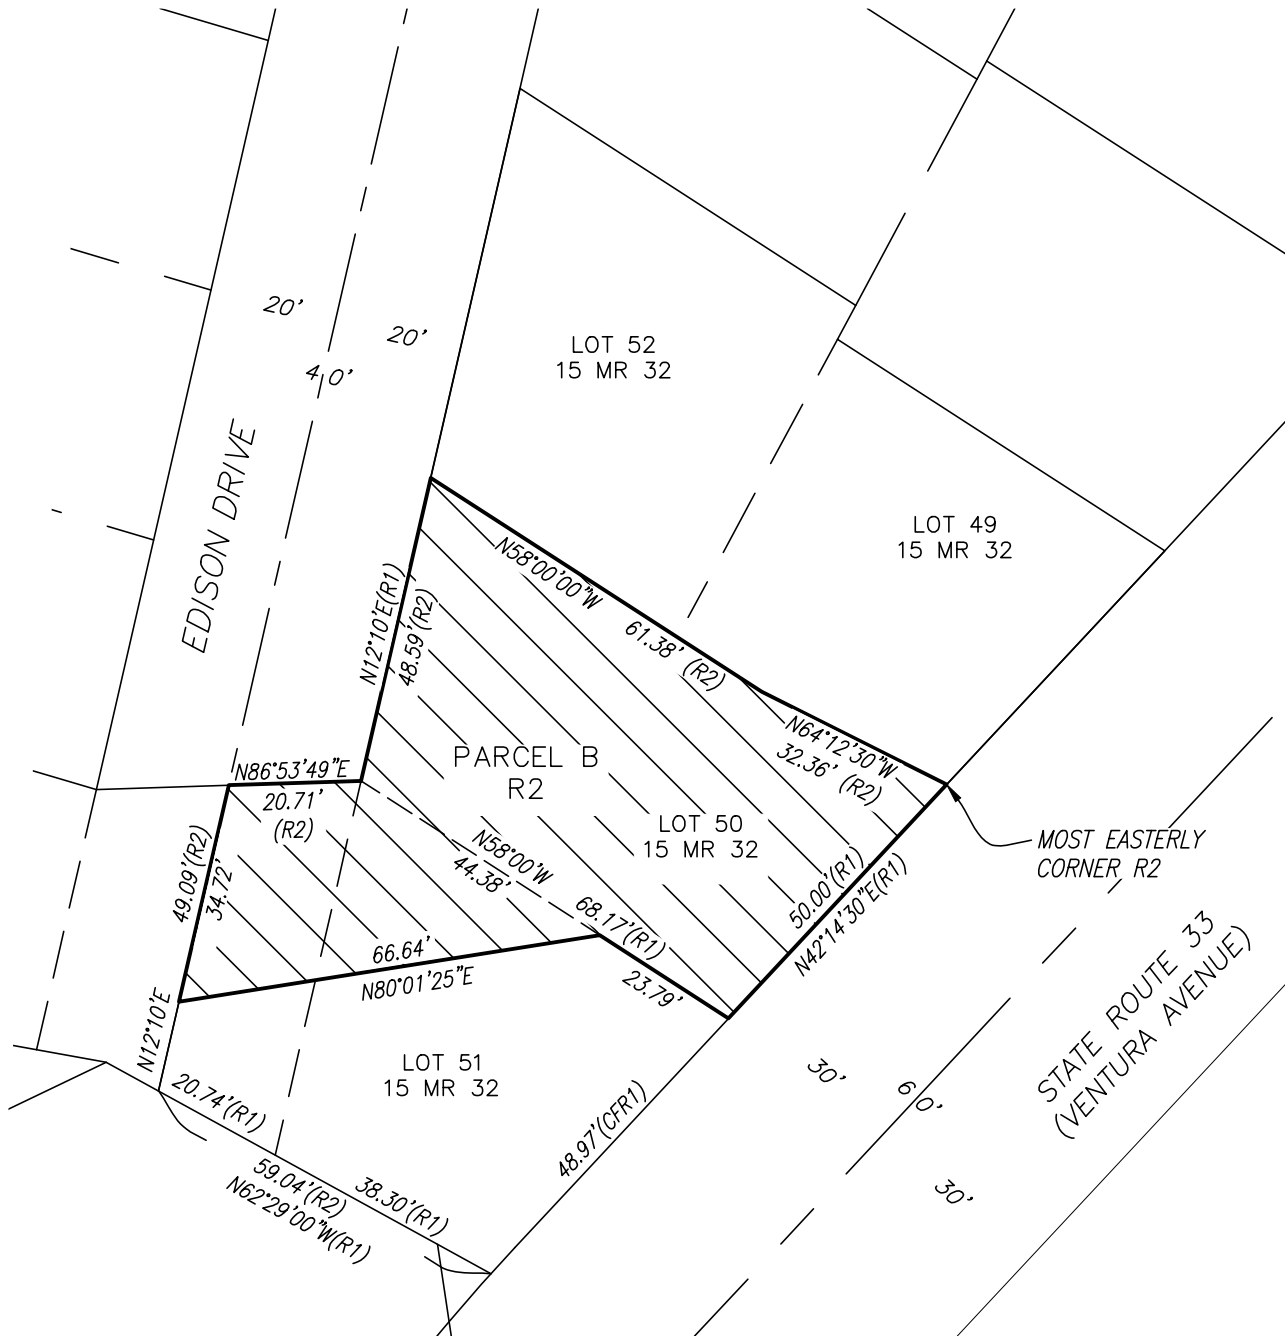 20'
20'
40'
LOT 52
15 MR 32
EDISON DRIVE
LOT 49
15 MR 32
N58°00'00"W
61.38' (R2)
N12°10'E(R1)
48.59'(R2)
N64°12'30"W
32.36' (R2)
PARCEL B
R2
N86°53'49"E
20.71'
(R2)
LOT 50
15 MR 32
MOST EASTERLY
CORNER R2
N58°00'W
44.38'
68.17'(R1)
50.00'(R1)
N42°14'30"E(R1)
49.09'(R2)
34.72'
66.64'
N80°01'25"E
23.79'
STATE ROUTE 33
(VENTURA AVENUE)
N12°10'E
LOT 51
15 MR 32
30'
60'
30'
20.74'(R1)
48.97'(CFR1)
59.04'(R2)
N62°29'00"W(R1)
38.30'(R1)